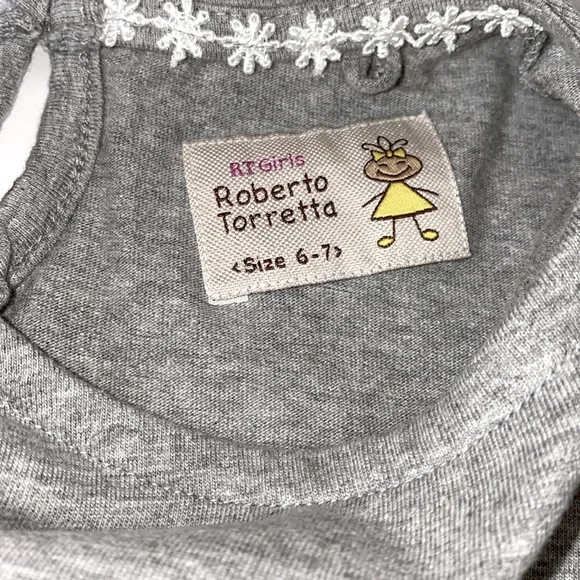 RTGirls
Roberto
Torretta
<Size 6-7>